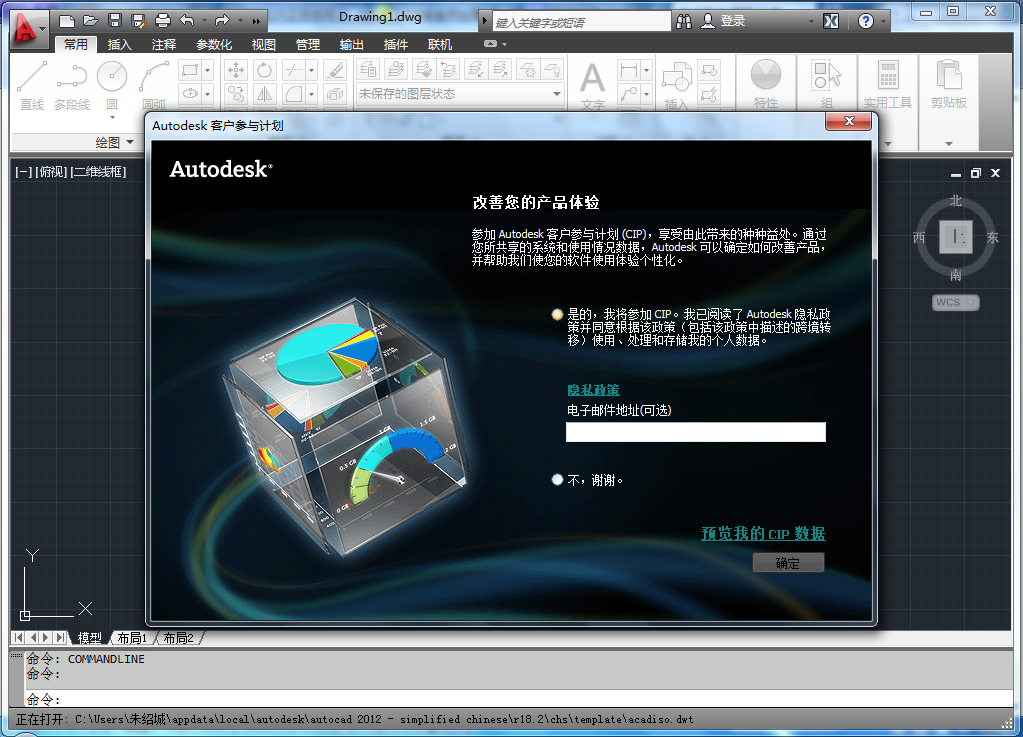 Drawing1.dwg
键入关键字或短语
登录
常用 插入 注释 参数化 视图 管理 输出 插件 联机
直线 多段线 圆 圆弧
未保存的图层状态
文字 插入 特性 组 实用工具 剪贴板
绘图
Autodesk 客户参与计划
[-] [俯视] [二维线框]
Autodesk
改善您的产品体验
参加 Autodesk 客户参与计划 (CIP)，享受由此带来的种种益处。通过
您所共享的系统和使用情况数据，Autodesk 可以确定如何改善产品，
并帮助我们使您的软件使用体验个性化。
北
西 东
南
WCS
是的，我将参加 CIP。我已阅读了 Autodesk 隐私政
策并同意根据该政策（包括该政策中描述的跨境转
移）使用、处理和存储我的个人数据。
隐私政策
电子邮件地址(可选)
0 GB 0.5 GB 1 GB 1.5 GB 2 GB
不，谢谢。
预览我的 CIP 数据
确定
Y
X
模型 布局1 布局2
命令: COMMANDLINE
命令:
命令:
正在打开: C:\Users\朱绍城\appdata\local\autodesk\autocad 2012 - simplified chinese\r18.2\chs\template\acadiso.dwt